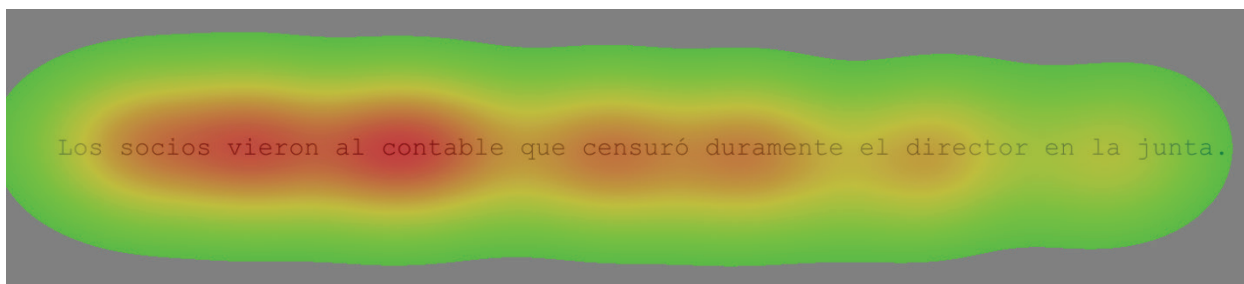 Los socios vieron al contable que censuró duramente el director en la junta.